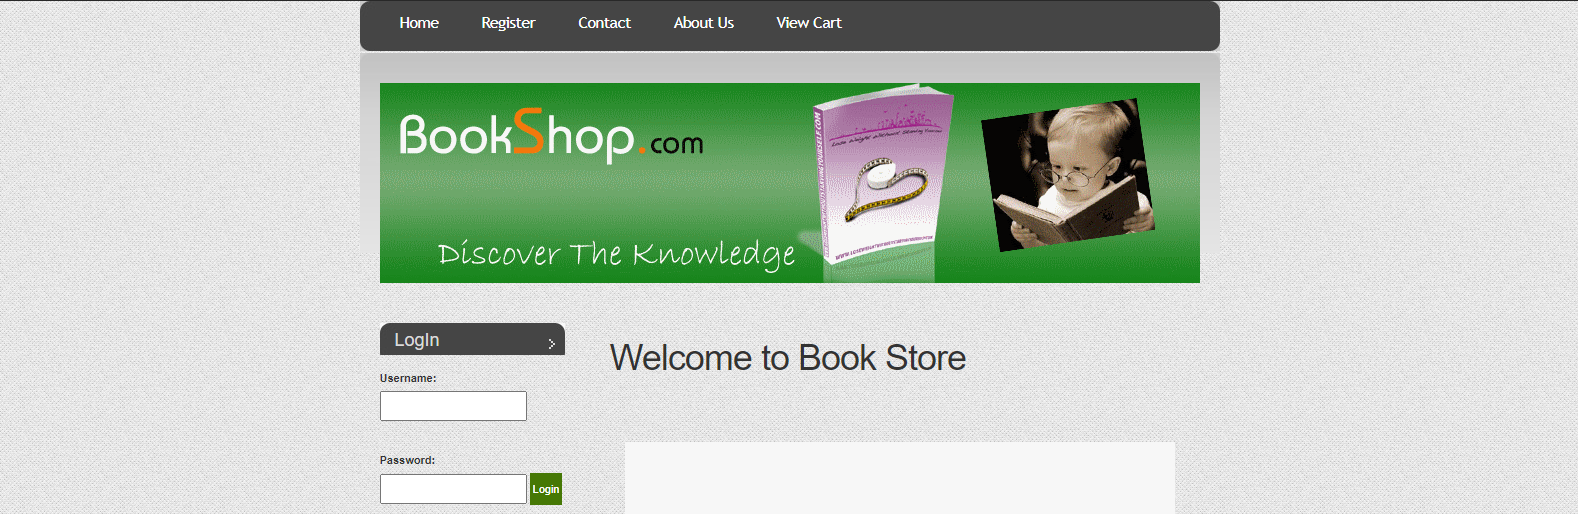 Home Register Contact About Us View Cart
BookShop.com
Discover The Knowledge
LogIn
Welcome to Book Store
Username:
Password:
Login